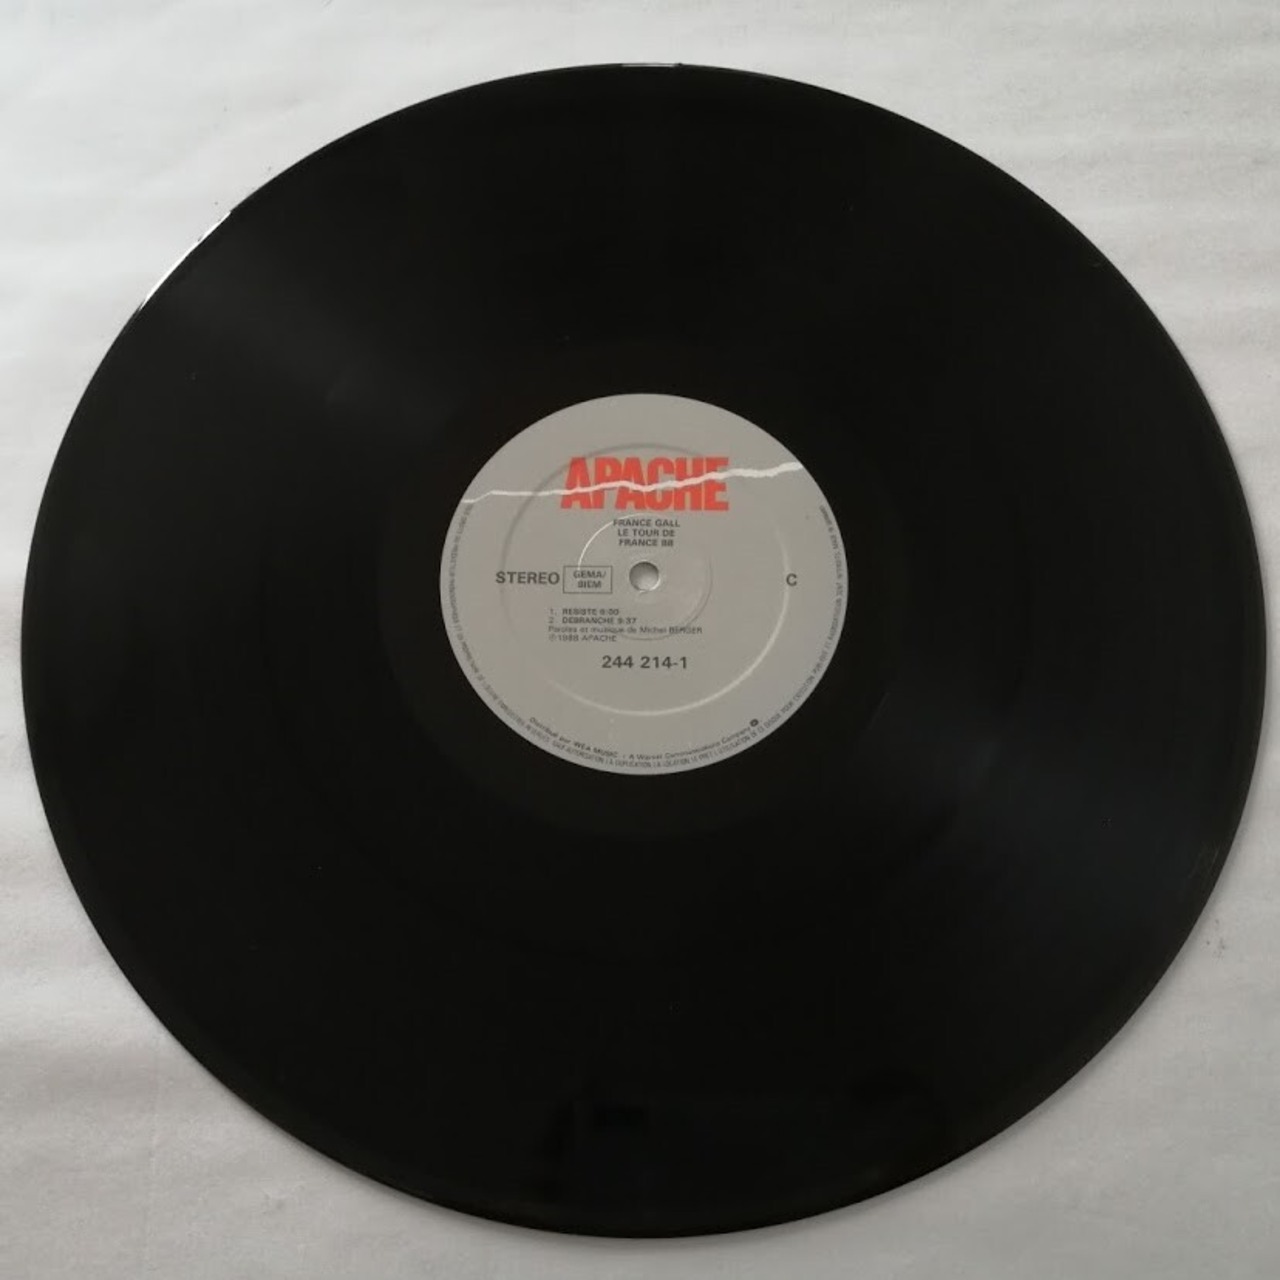 APACHE
FRANCE GALL
LE TOUR DE
FRANCE 88
STEREO
GEMA/
BIEM
C
1. RESISTE 6:00
2. DEBRANCHE 9:37
Paroles et musique de Michel BERGER
Ⓟ1988 APACHE
244 214-1
Distribué par WEA MUSIC - A Warner Communications Company